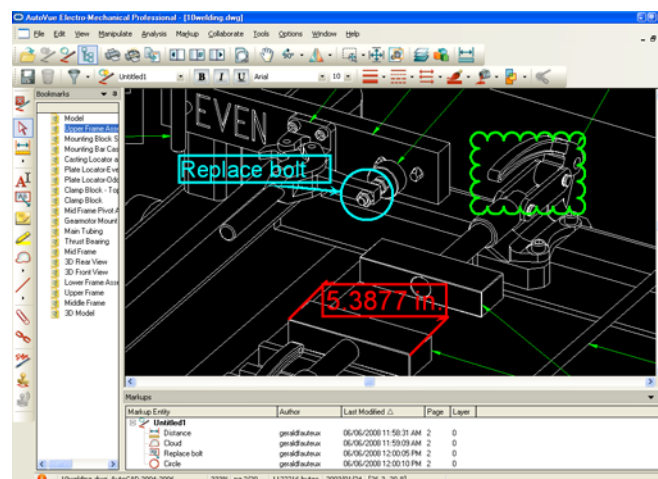 AutoVue Electro-Mechanical Professional - [1Dwelding.dwg]
File Edit View Manipulate Analysis Markup Collaborate Tools Options Window Help
Untitled1 B I U Arial 10
Bookmarks
Model
Upper Frame Asse
Mounting Block S
Mounting Bar Cas
Casting Locator a
Plate Locator-Eve
Plate Locator-Odd
Clamp Block - Top
Clamp Block
Mid Frame Pivot A
Gearmotor Mount
Main Tubing
Thrust Bearing
Mid Frame
3D Rear View
3D Front View
Lower Frame Asse
Upper Frame
Middle Frame
3D Model
EVEN
Replace bolt
5.3877 in.
Markups
Markup Entity Author Last Modified Page Layer
Untitled1
Distance geraldfauteux 06/06/2008 11:58:31 AM 2 0
Cloud geraldfauteux 06/06/2008 11:59:09 AM 2 0
Replace bolt geraldfauteux 06/06/2008 12:00:05 PM 2 0
Circle geraldfauteux 06/06/2008 12:00:10 PM 2 0